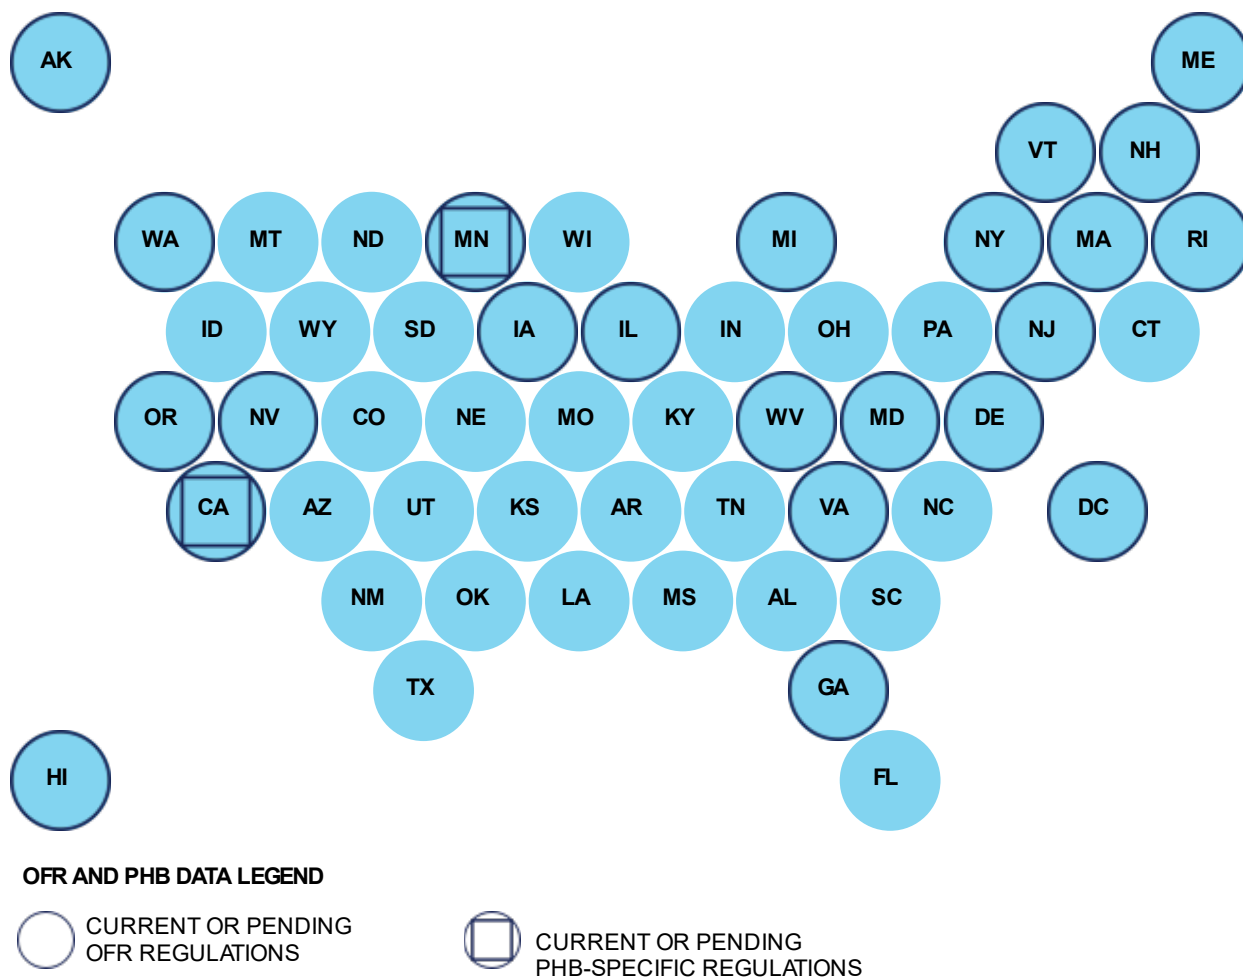 AK
ME
VT
NH
WA
MT
ND
MN
WI
MI
NY
MA
RI
ID
WY
SD
IA
IL
IN
OH
PA
NJ
CT
OR
NV
CO
NE
MO
KY
WV
MD
DE
CA
AZ
UT
KS
AR
TN
VA
NC
DC
NM
OK
LA
MS
AL
SC
TX
GA
HI
FL
OFR AND PHB DATA LEGEND
CURRENT OR PENDING
OFR REGULATIONS
CURRENT OR PENDING
PHB-SPECIFIC REGULATIONS